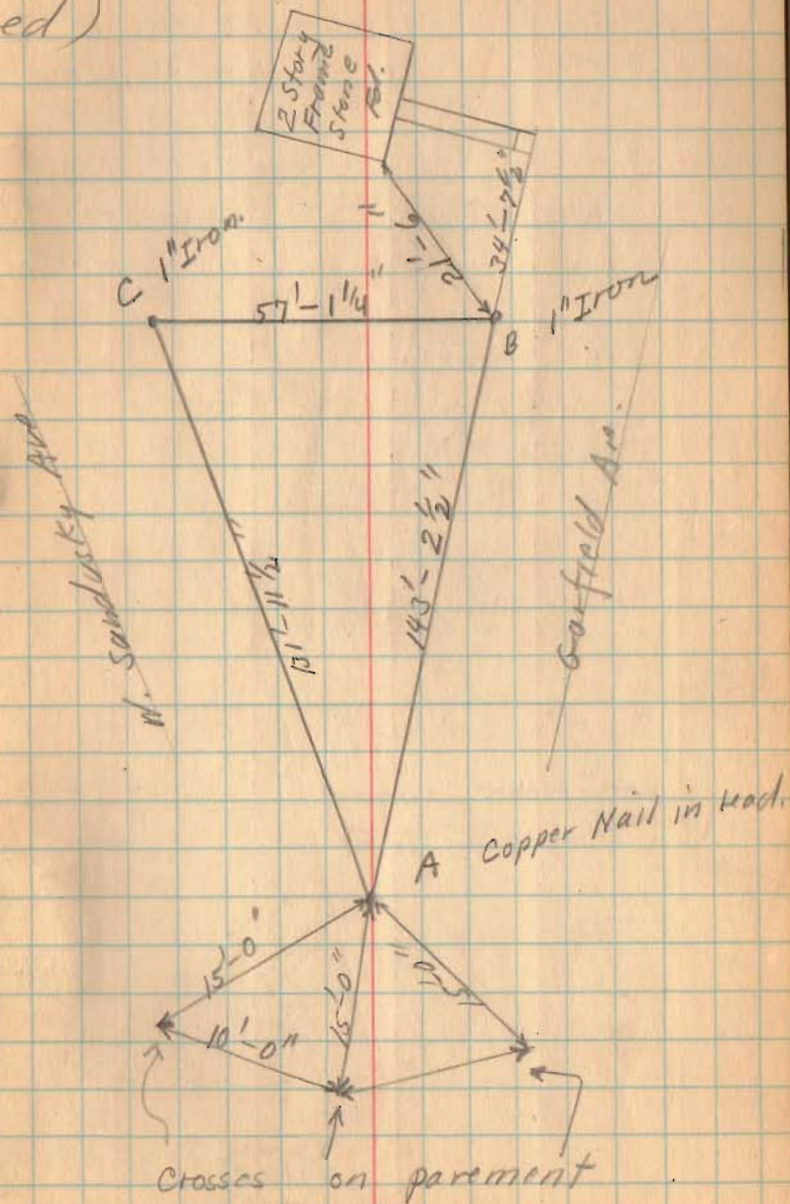 ed)
2 Story
Frame
Stone
Fd.
C 1" Iron.
21'-6"
34'-7½"
57'-1¼"
B 1" Iron
W. Sandusky Ave
131'-11½"
143'-2½"
Garfield Av.
A Copper Nail in lead.
15'-0"
15'-0"
15'-0"
10'-0"
Crosses on pavement